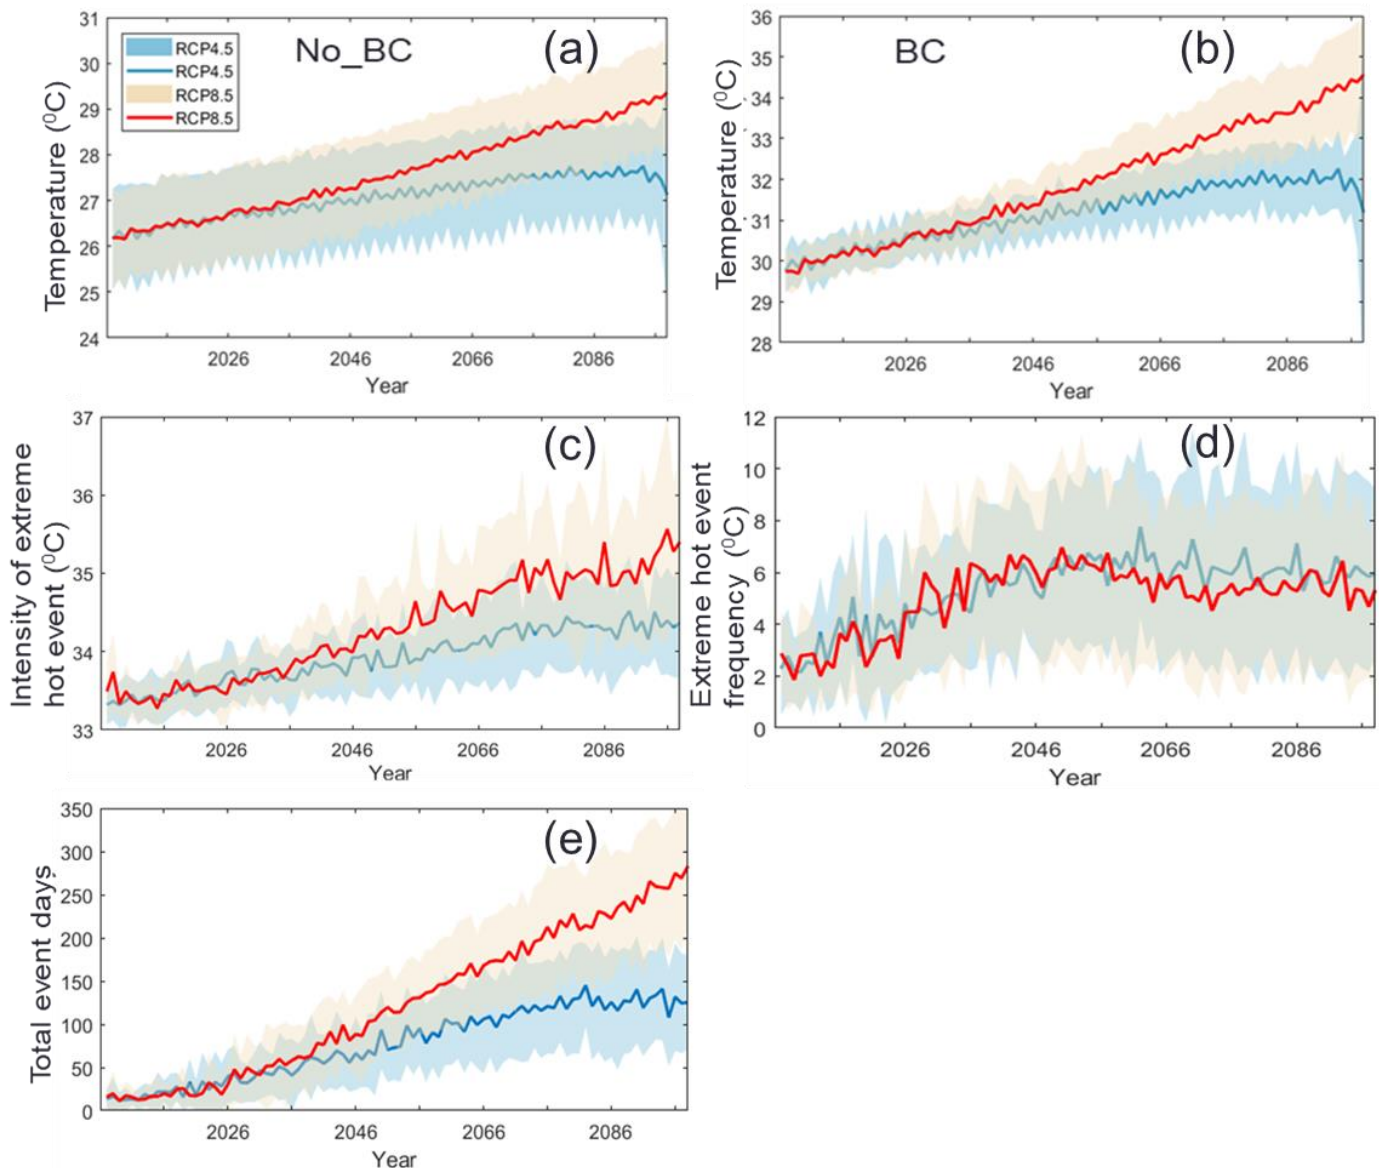 No_BC
(a)
RCP4.5
RCP4.5
RCP8.5
RCP8.5
Temperature (⁰C)
31
30
29
28
27
26
25
24
2026
2046
2066
2086
Year
BC
(b)
Temperature (⁰C)
36
35
34
33
32
31
30
29
28
2026
2046
2066
2086
Year
(c)
Intensity of extreme
hot event (⁰C)
37
36
35
34
33
2026
2046
2066
2086
Year
(d)
Extreme hot event
frequency (⁰C)
12
10
8
6
4
2
0
2026
2046
2066
2086
Year
(e)
Total event days
350
300
250
200
150
100
50
0
2026
2046
2066
2086
Year